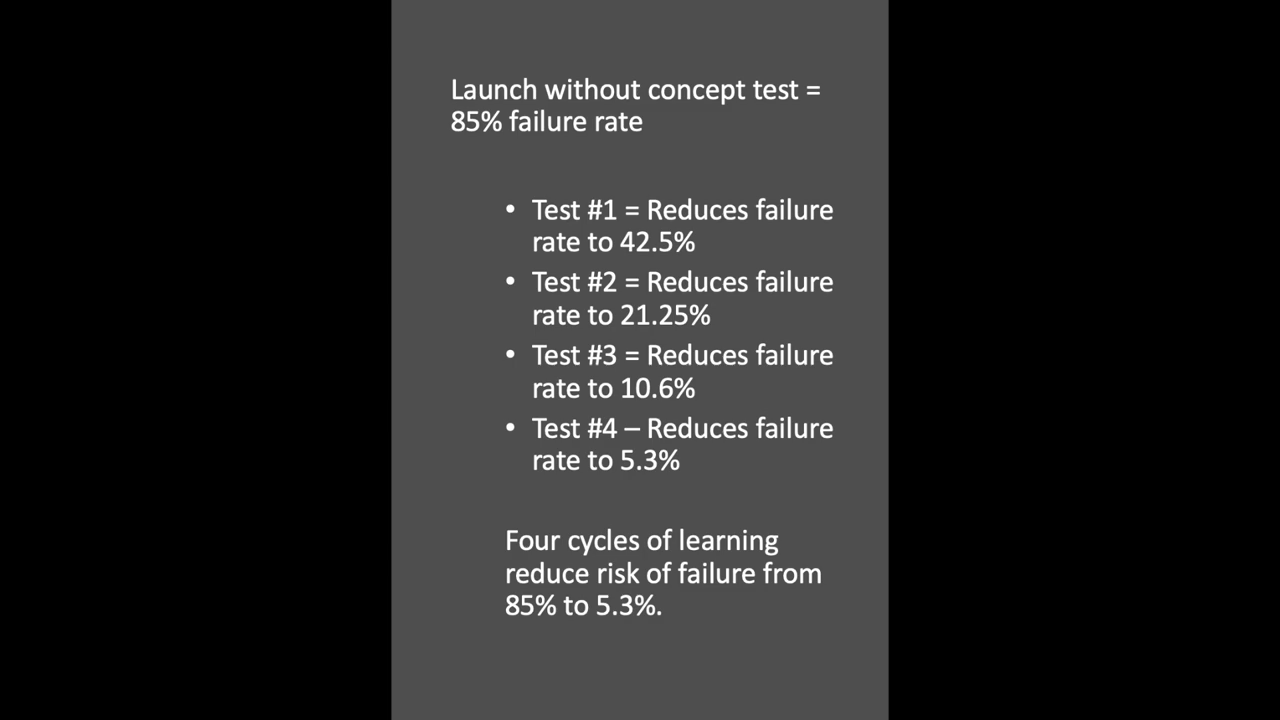 Launch without concept test =
85% failure rate
• Test #1 = Reduces failure
rate to 42.5%
• Test #2 = Reduces failure
rate to 21.25%
• Test #3 = Reduces failure
rate to 10.6%
• Test #4 – Reduces failure
rate to 5.3%
Four cycles of learning
reduce risk of failure from
85% to 5.3%.